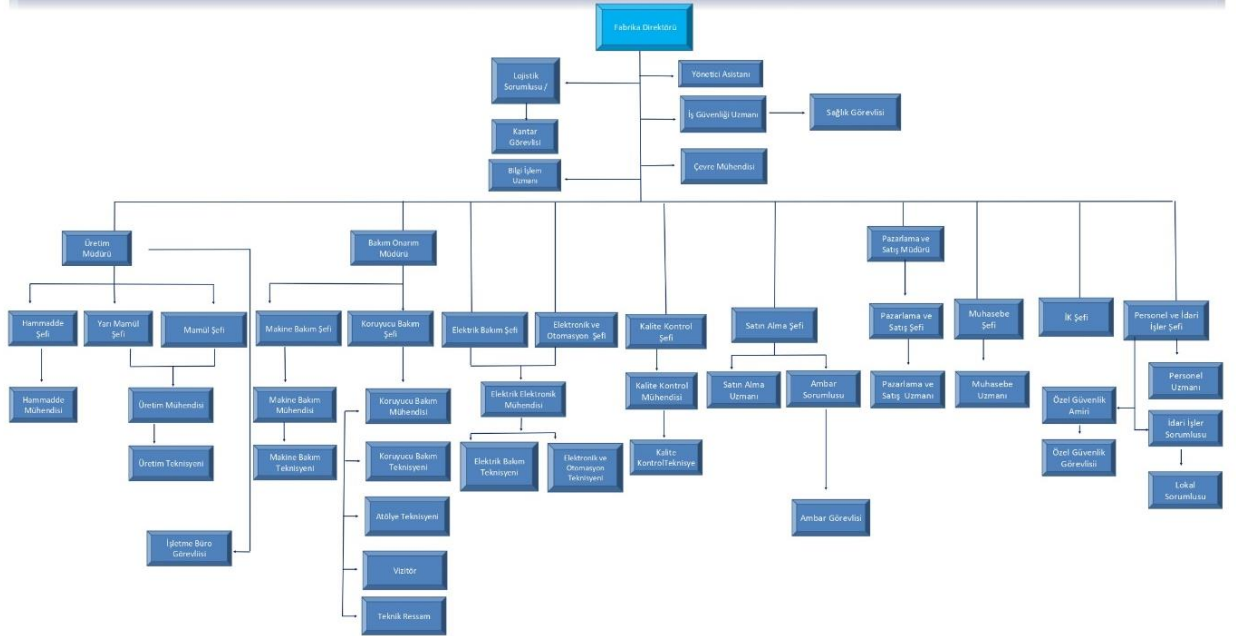 Fabrika Direktörü
Lojistik
Sorumlusu /
Yönetici Asistanı
İş Güvenliği Uzmanı
Sağlık Görevlisi
Kantar
Görevlisi
Bilgi İşlem
Uzmanı
Çevre Mühendisi
Üretim
Müdürü
Bakım Onarım
Müdürü
Pazarlama ve
Satış Müdürü
Hammadde
Şefi
Yarı Mamül
Şefi
Mamül Şefi
Makine Bakım Şefi
Koruyucu Bakım
Şefi
Elektrik Bakım Şefi
Elektronik ve
Otomasyon Şefi
Kalite Kontrol
Şefi
Satın Alma Şefi
Pazarlama ve
Satış Şefi
Muhasebe
Şefi
İK Şefi
Personel ve İdari
İşler Şefi
Hammadde
Mühendisi
Üretim Mühendisi
Makine Bakım
Mühendisi
Koruyucu Bakım
Mühendisi
Elektrik Elektronik
Mühendisi
Kalite Kontrol
Mühendisi
Satın Alma
Uzmanı
Ambar
Sorumlusu
Pazarlama ve
Satış Uzmanı
Muhasebe
Uzmanı
Personel
Uzmanı
Özel Güvenlik
Amiri
İdari İşler
Sorumlusu
Üretim Teknisyeni
Makine Bakım
Teknisyeni
Koruyucu Bakım
Teknisyeni
Elektrik Bakım
Teknisyeni
Elektronik ve
Otomasyon
Teknisyeni
Kalite
KontrolTeknisye
Özel Güvenlik
Görevlisii
Lokal
Sorumlusu
Atölye Teknisyeni
Ambar Görevlisi
İşletme Büro
Görevliisi
Vizitör
Teknik Ressam